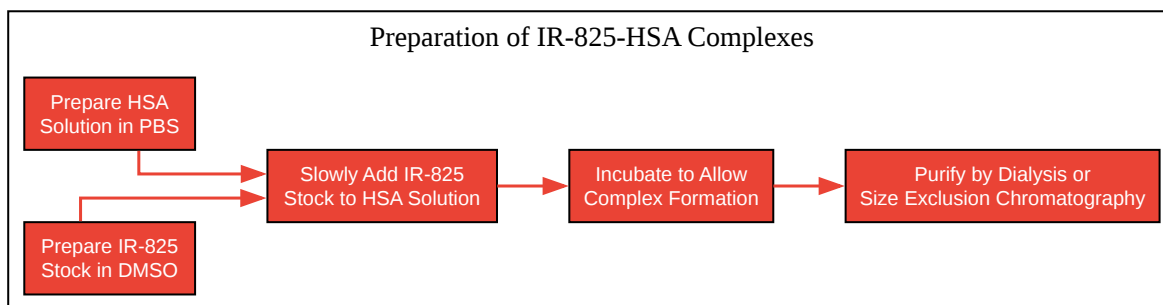 Preparation of IR-825-HSA Complexes
Prepare HSA
Solution in PBS
Prepare IR-825
Stock in DMSO
Slowly Add IR-825
Stock to HSA Solution
Incubate to Allow
Complex Formation
Purify by Dialysis or
Size Exclusion Chromatography